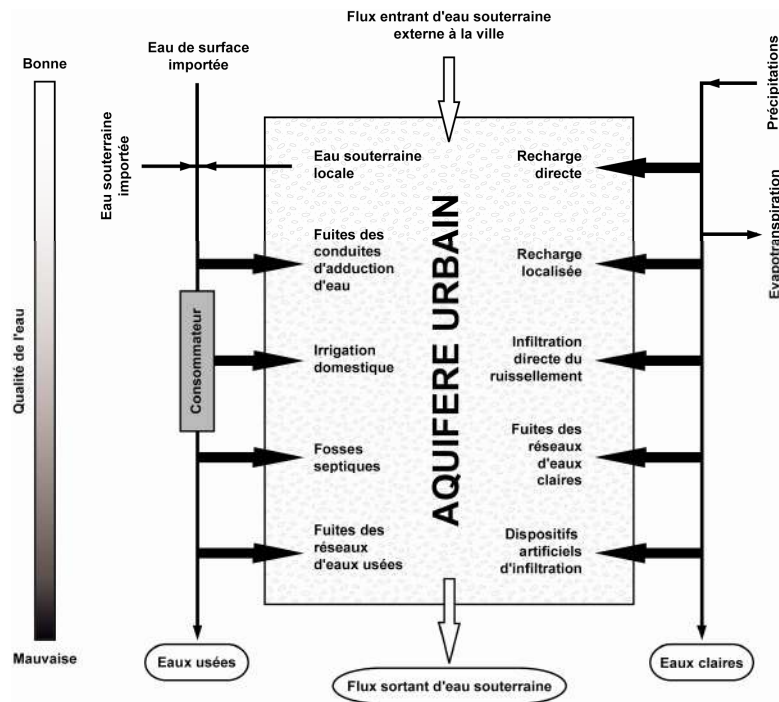 Flux entrant d'eau souterraine
externe à la ville
Eau de surface
importée
Bonne
Qualité de l'eau
Mauvaise
Eau souterraine
importée
Eau souterraine
locale
Fuites des
conduites
d'adduction
d'eau
Consommateur
Irrigation
domestique
Fosses
septiques
Fuites des
réseaux
d'eaux usées
Eaux usées
AQUIFERE URBAIN
Précipitations
Recharge
directe
Evapotranspiration
Recharge
localisée
Infiltration
directe du
ruissellement
Fuites des
réseaux
d'eaux
claires
Dispositifs
artificiels
d'infiltration
Eaux claires
Flux sortant d'eau souterraine